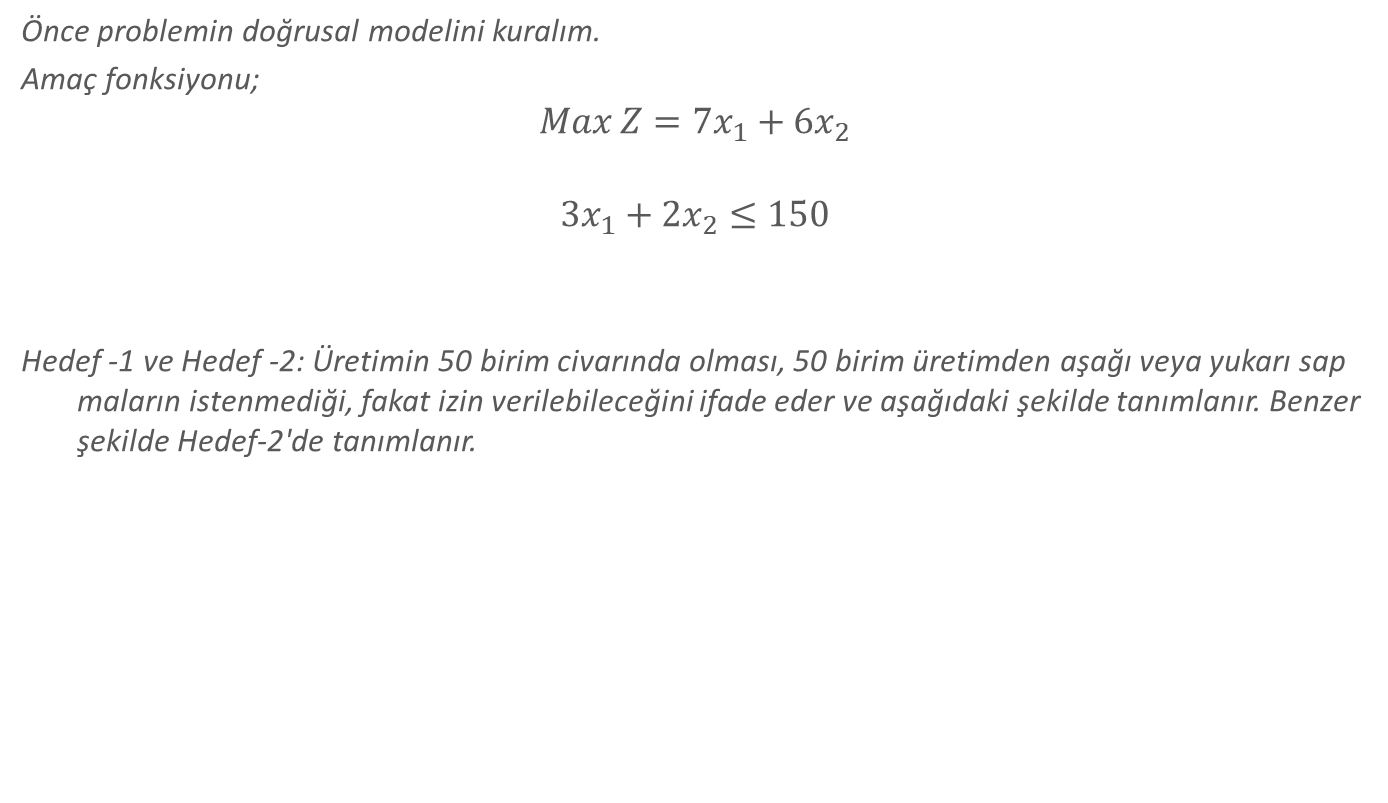 Önce problemin doğrusal modelini kuralım.
Amaç fonksiyonu;
Max Z = 7x₁ + 6x₂
3x₁ + 2x₂ ≤ 150
Hedef -1 ve Hedef -2: Üretimin 50 birim civarında olması, 50 birim üretimden aşağı veya yukarı sap
maların istenmediği, fakat izin verilebileceğini ifade eder ve aşağıdaki şekilde tanımlanır. Benzer
şekilde Hedef-2'de tanımlanır.